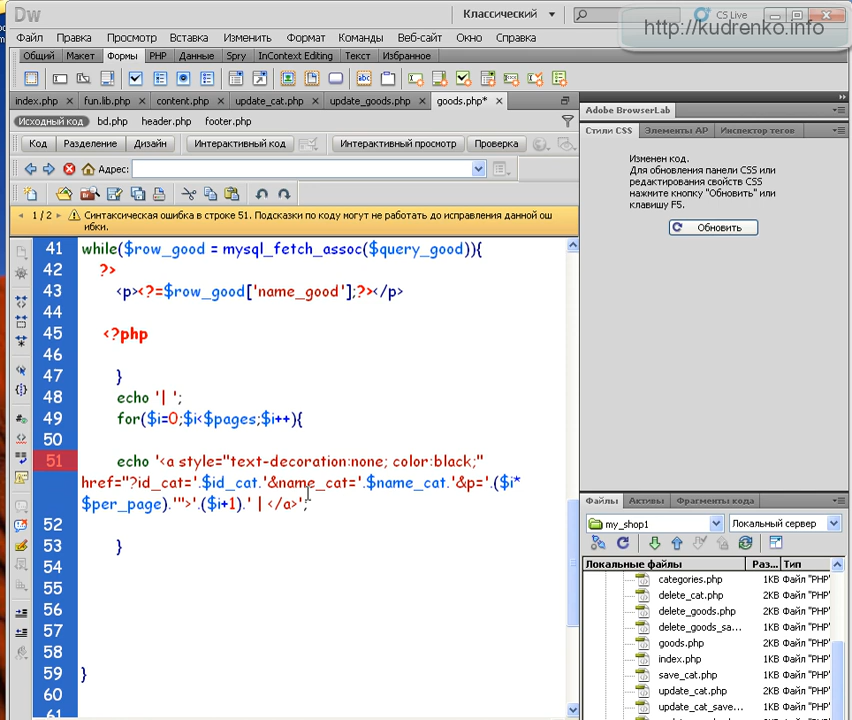 Dw
Классический
CS Live
http://kudrenko.info
Файл Правка Просмотр Вставка Изменить Формат Команды Веб-сайт Окно Справка
Общий Макет Формы PHP Данные Spry InContext Editing Текст Избранное
index.php fun.lib.php content.php update_cat.php update_goods.php goods.php*
Исходный код bd.php header.php footer.php
Код Разделение Дизайн Интерактивный код Интерактивный просмотр Проверка
Адрес:
1 / 2 Синтаксическая ошибка в строке 51. Подсказки по коду могут не работать до исправления данной ош
ибки.
41 while($row_good = mysql_fetch_assoc($query_good)){
42 ?>
43 <p><?=$row_good['name_good'];?></p>
44
45 <?php
46
47 }
48 echo '| ';
49 for($i=0;$i<$pages;$i++){
50
51 echo '<a style="text-decoration:none; color:black;"
href="?id_cat='.$id_cat.'&name_cat='.$name_cat.'&p='.($i*
$per_page).'">'.($i+1).' | </a>';
52
53 }
54
55
56
57
58
59 }
60
61
Adobe BrowserLab
Стили CSS Элементы AP Инспектор тегов
Изменен код.
Для обновления панели CSS или
редактирования свойств CSS
нажмите кнопку "Обновить" или
клавишу F5.
Обновить
Файлы Активы Фрагменты кода
my_shop1 Локальный сервер
Локальные файлы Раз... Тип
categories.php 1KB Файл "PHP"
delete_cat.php 2KB Файл "PHP"
delete_goods.php 2KB Файл "PHP"
delete_goods_sa... 1KB Файл "PHP"
goods.php 2KB Файл "PHP"
index.php 1KB Файл "PHP"
save_cat.php 1KB Файл "PHP"
update_cat.php 2KB Файл "PHP"
update_cat_save... 1KB Файл "PHP"